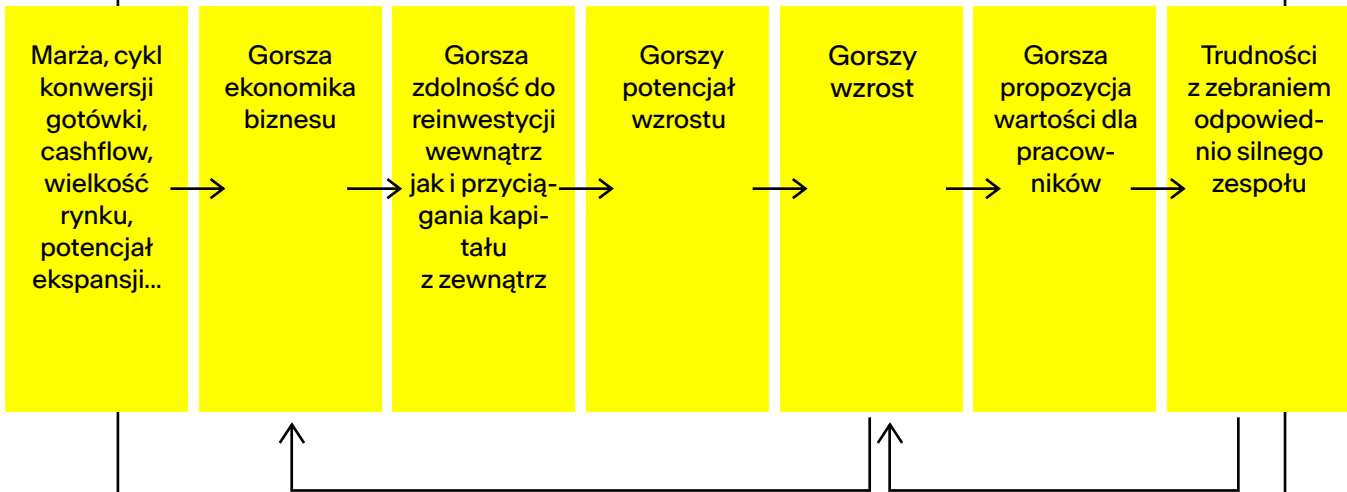 Marża, cykl
konwersji
gotówki,
cashflow,
wielkość
rynku,
potencjał
ekspansji...
Gorsza
ekonomika
biznesu
Gorsza
zdolność do
reinwestycji
wewnątrz
jak i przycią-
gania kapi-
tału
z zewnątrz
Gorszy
potencjał
wzrostu
Gorszy
wzrost
Gorsza
propozycja
wartości dla
pracow-
ników
Trudności
z zebraniem
odpowied-
nio silnego
zespołu